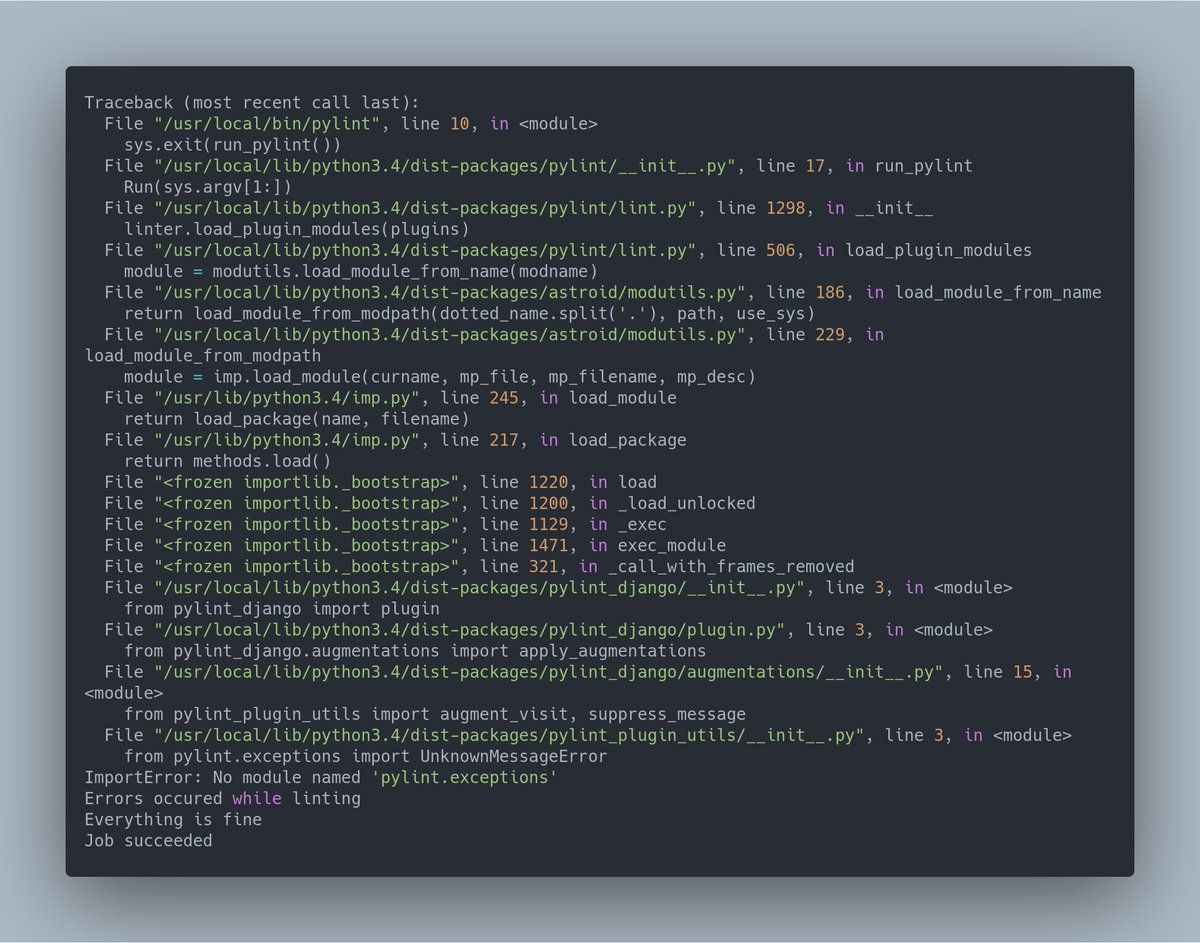 Traceback (most recent call last):
  File "/usr/local/bin/pylint", line 10, in <module>
    sys.exit(run_pylint())
  File "/usr/local/lib/python3.4/dist-packages/pylint/__init__.py", line 17, in run_pylint
    Run(sys.argv[1:])
  File "/usr/local/lib/python3.4/dist-packages/pylint/lint.py", line 1298, in __init__
    linter.load_plugin_modules(plugins)
  File "/usr/local/lib/python3.4/dist-packages/pylint/lint.py", line 506, in load_plugin_modules
    module = modutils.load_module_from_name(modname)
  File "/usr/local/lib/python3.4/dist-packages/astroid/modutils.py", line 186, in load_module_from_name
    return load_module_from_modpath(dotted_name.split('.'), path, use_sys)
  File "/usr/local/lib/python3.4/dist-packages/astroid/modutils.py", line 229, in
load_module_from_modpath
    module = imp.load_module(curname, mp_file, mp_filename, mp_desc)
  File "/usr/lib/python3.4/imp.py", line 245, in load_module
    return load_package(name, filename)
  File "/usr/lib/python3.4/imp.py", line 217, in load_package
    return methods.load()
  File "<frozen importlib._bootstrap>", line 1220, in load
  File "<frozen importlib._bootstrap>", line 1200, in _load_unlocked
  File "<frozen importlib._bootstrap>", line 1129, in _exec
  File "<frozen importlib._bootstrap>", line 1471, in exec_module
  File "<frozen importlib._bootstrap>", line 321, in _call_with_frames_removed
  File "/usr/local/lib/python3.4/dist-packages/pylint_django/__init__.py", line 3, in <module>
    from pylint_django import plugin
  File "/usr/local/lib/python3.4/dist-packages/pylint_django/plugin.py", line 3, in <module>
    from pylint_django.augmentations import apply_augmentations
  File "/usr/local/lib/python3.4/dist-packages/pylint_django/augmentations/__init__.py", line 15, in
<module>
    from pylint_plugin_utils import augment_visit, suppress_message
  File "/usr/local/lib/python3.4/dist-packages/pylint_plugin_utils/__init__.py", line 3, in <module>
    from pylint.exceptions import UnknownMessageError
ImportError: No module named 'pylint.exceptions'
Errors occured while linting
Everything is fine
Job succeeded